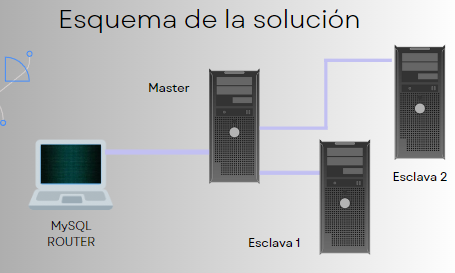 Esquema de la solución
Master
Esclava 2
MySQL
ROUTER
Esclava 1